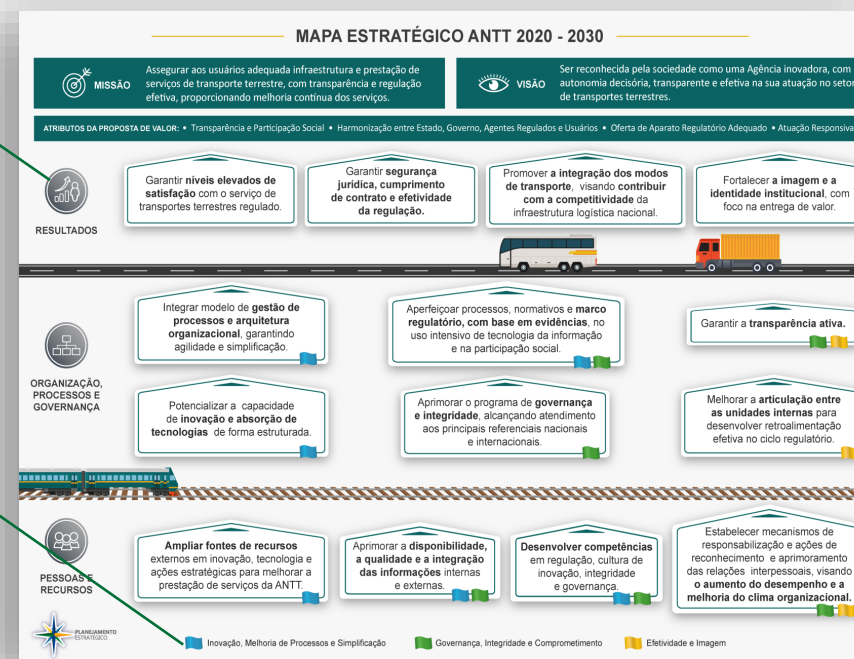 MAPA ESTRATÉGICO ANTT 2020 - 2030
MISSÃO
Assegurar aos usuários adequada infraestrutura e prestação de
serviços de transporte terrestre, com transparência e regulação
efetiva, proporcionando melhoria contínua dos serviços.
VISÃO
Ser reconhecida pela sociedade como uma Agência inovadora, com
autonomia decisória, transparente e efetiva na sua atuação no setor
de transportes terrestres.
ATRIBUTOS DA PROPOSTA DE VALOR: • Transparência e Participação Social • Harmonização entre Estado, Governo, Agentes Regulados e Usuários • Oferta de Aparato Regulatório Adequado • Atuação Responsiva
RESULTADOS
Garantir níveis elevados de
satisfação com o serviço de
transportes terrestres regulado.
Garantir segurança
jurídica, cumprimento
de contrato e efetividade
da regulação.
Promover a integração dos modos
de transporte, visando contribuir
com a competitividade da
infraestrutura logística nacional.
Fortalecer a imagem e a
identidade institucional, com
foco na entrega de valor.
ORGANIZAÇÃO,
PROCESSOS E
GOVERNANÇA
Integrar modelo de gestão de
processos e arquitetura
organizacional, garantindo
agilidade e simplificação.
Aperfeiçoar processos, normativos e marco
regulatório, com base em evidências, no
uso intensivo de tecnologia da informação
e na participação social.
Garantir a transparência ativa.
Potencializar a capacidade
de inovação e absorção de
tecnologias de forma estruturada.
Aprimorar o programa de governança
e integridade, alcançando atendimento
aos principais referenciais nacionais
e internacionais.
Melhorar a articulação entre
as unidades internas para
desenvolver retroalimentação
efetiva no ciclo regulatório.
PESSOAS E
RECURSOS
Ampliar fontes de recursos
externos em inovação, tecnologia e
ações estratégicas para melhorar a
prestação de serviços da ANTT.
Aprimorar a disponibilidade,
a qualidade e a integração
das informações internas
e externas.
Desenvolver competências
em regulação, cultura de
inovação, integridade
e governança.
Estabelecer mecanismos de
responsabilização e ações de
reconhecimento e aprimoramento
das relações interpessoais, visando
o aumento do desempenho e a
melhoria do clima organizacional.
PLANEJAMENTO
ESTRATÉGICO
Inovação, Melhoria de Processos e Simplificação
Governança, Integridade e Comprometimento
Efetividade e Imagem